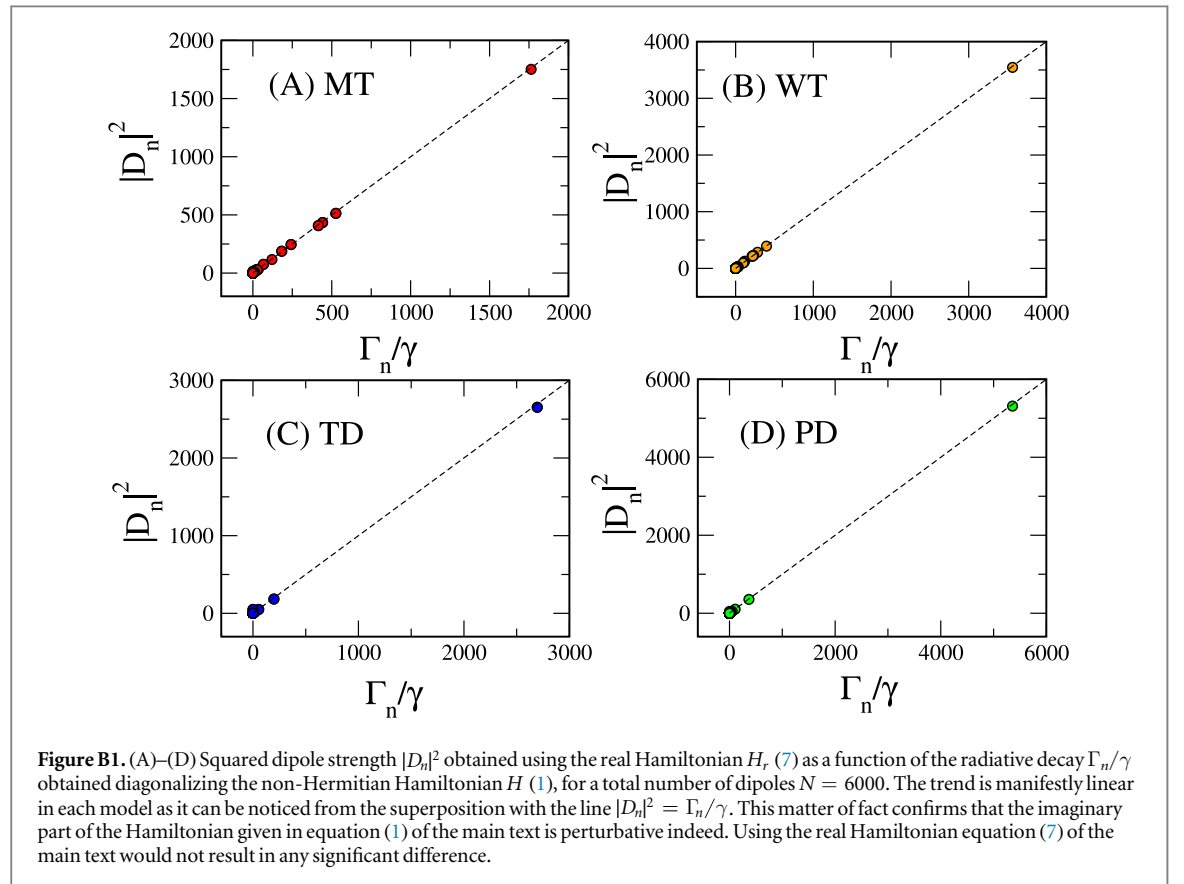 (A) MT
|Dₙ|²
2000
1500
1000
500
0
0 500 1000 1500 2000
Γₙ/γ
(B) WT
|Dₙ|²
4000
3000
2000
1000
0
0 1000 2000 3000 4000
Γₙ/γ
(C) TD
|Dₙ|²
3000
2000
1000
0
0 1000 2000 3000
Γₙ/γ
(D) PD
|Dₙ|²
6000
4000
2000
0
0 2000 4000 6000
Γₙ/γ
Figure B1. (A)–(D) Squared dipole strength |Dₙ|² obtained using the real Hamiltonian Hᵣ (7) as a function of the radiative decay Γₙ/γ
obtained diagonalizing the non-Hermitian Hamiltonian H (1), for a total number of dipoles N = 6000. The trend is manifestly linear
in each model as it can be noticed from the superposition with the line |Dₙ|² = Γₙ/γ. This matter of fact confirms that the imaginary
part of the Hamiltonian given in equation (1) of the main text is perturbative indeed. Using the real Hamiltonian equation (7) of the
main text would not result in any significant difference.